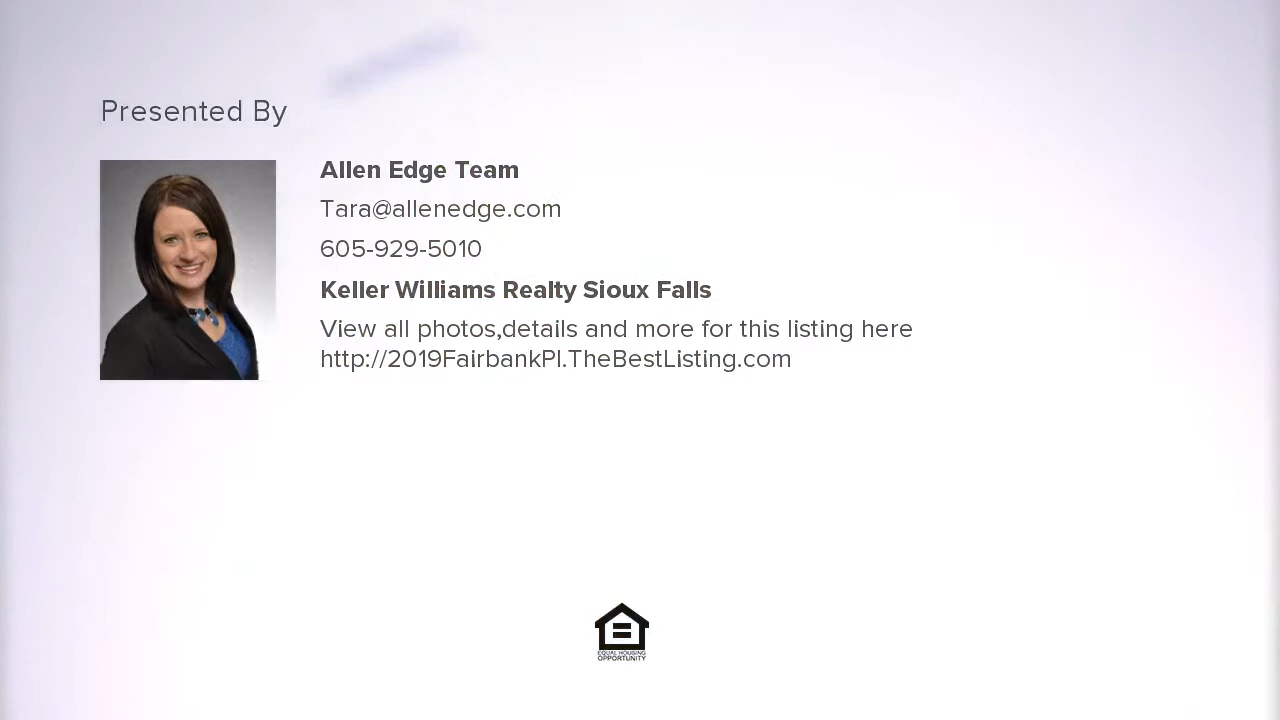 Presented By
Allen Edge Team
Tara@allenedge.com
605-929-5010
Keller Williams Realty Sioux Falls
View all photos,details and more for this listing here
http://2019FairbankPl.TheBestListing.com
EQUAL HOUSING
OPPORTUNITY